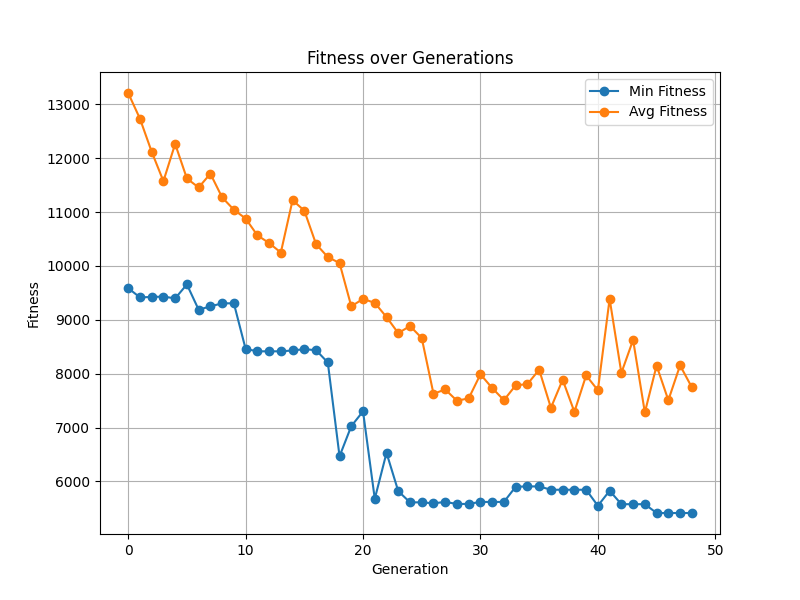 Fitness over Generations
Min Fitness
Avg Fitness
13000
12000
11000
10000
9000
8000
7000
6000
Fitness
0 10 20 30 40 50
Generation